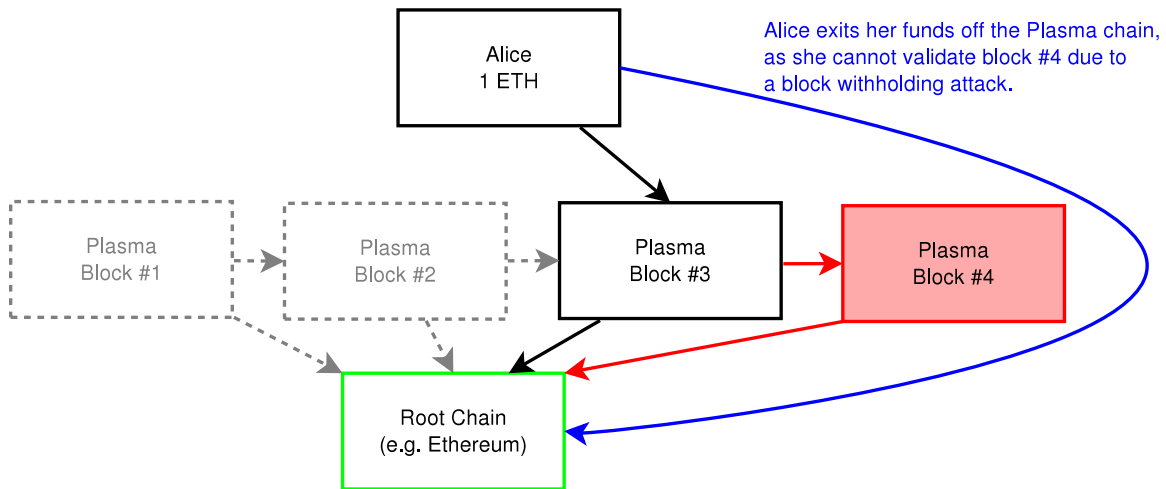 Alice
1 ETH
Alice exits her funds off the Plasma chain,
as she cannot validate block #4 due to
a block withholding attack.
Plasma
Block #1
Plasma
Block #2
Plasma
Block #3
Plasma
Block #4
Root Chain
(e.g. Ethereum)